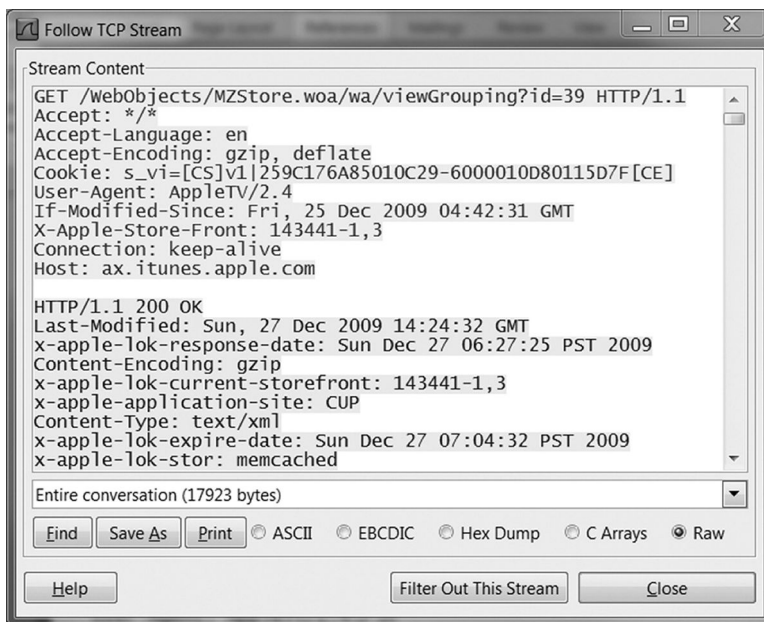 Follow TCP Stream
Stream Content
GET /WebObjects/MZStore.woa/wa/viewGrouping?id=39 HTTP/1.1
Accept: */*
Accept-Language: en
Accept-Encoding: gzip, deflate
Cookie: s_vi=[CS]v1|259C176A85010C29-6000010D80115D7F[CE]
User-Agent: AppleTV/2.4
If-Modified-Since: Fri, 25 Dec 2009 04:42:31 GMT
X-Apple-Store-Front: 143441-1,3
Connection: keep-alive
Host: ax.itunes.apple.com
HTTP/1.1 200 OK
Last-Modified: Sun, 27 Dec 2009 14:24:32 GMT
x-apple-lok-response-date: Sun Dec 27 06:27:25 PST 2009
Content-Encoding: gzip
x-apple-lok-current-storefront: 143441-1,3
x-apple-application-site: CUP
Content-Type: text/xml
x-apple-lok-expire-date: Sun Dec 27 07:04:32 PST 2009
x-apple-lok-stor: memcached
Entire conversation (17923 bytes)
Find Save As Print ASCII EBCDIC Hex Dump C Arrays Raw
Help Filter Out This Stream Close